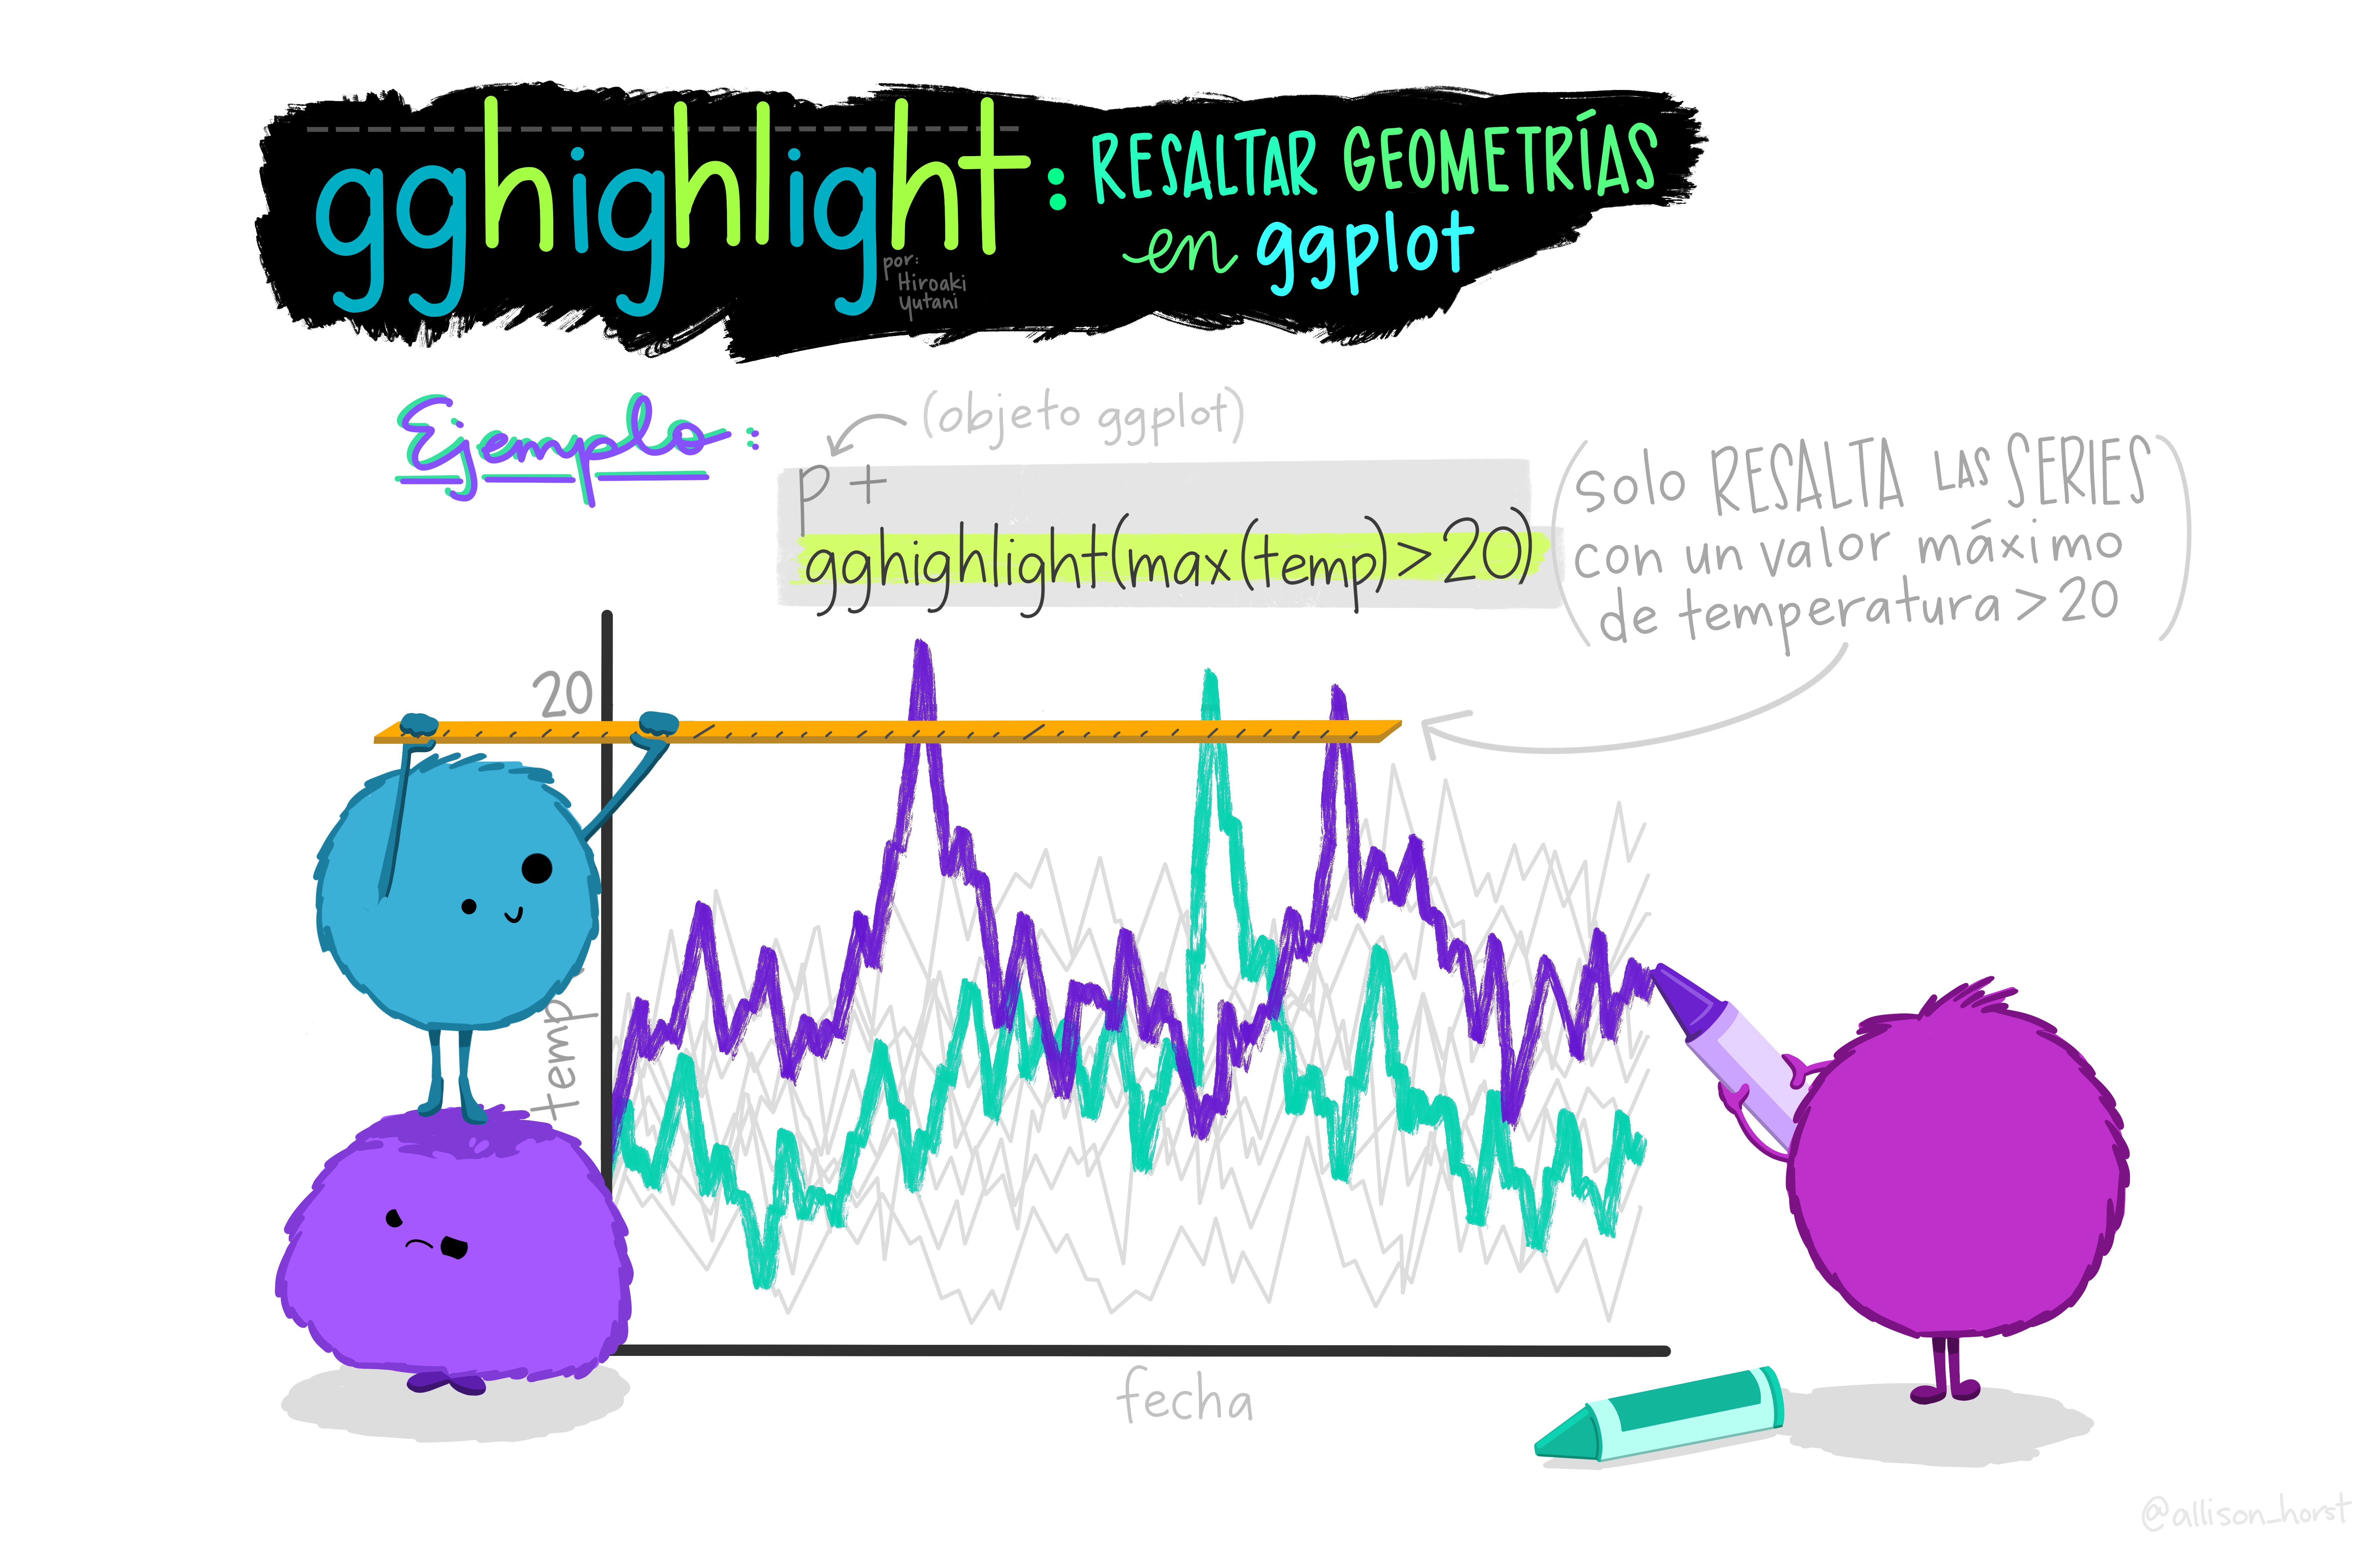 gghighlight: RESALTAR GEOMETRÍAS
en ggplot
por:
Hiroaki
Yutani
Ejemplo:
(objeto ggplot)
p +
gghighlight(max(temp)>20)
(solo RESALTA LAS SERIES
con un valor máximo
de temperatura > 20)
20
temp
fecha
@allison_horst